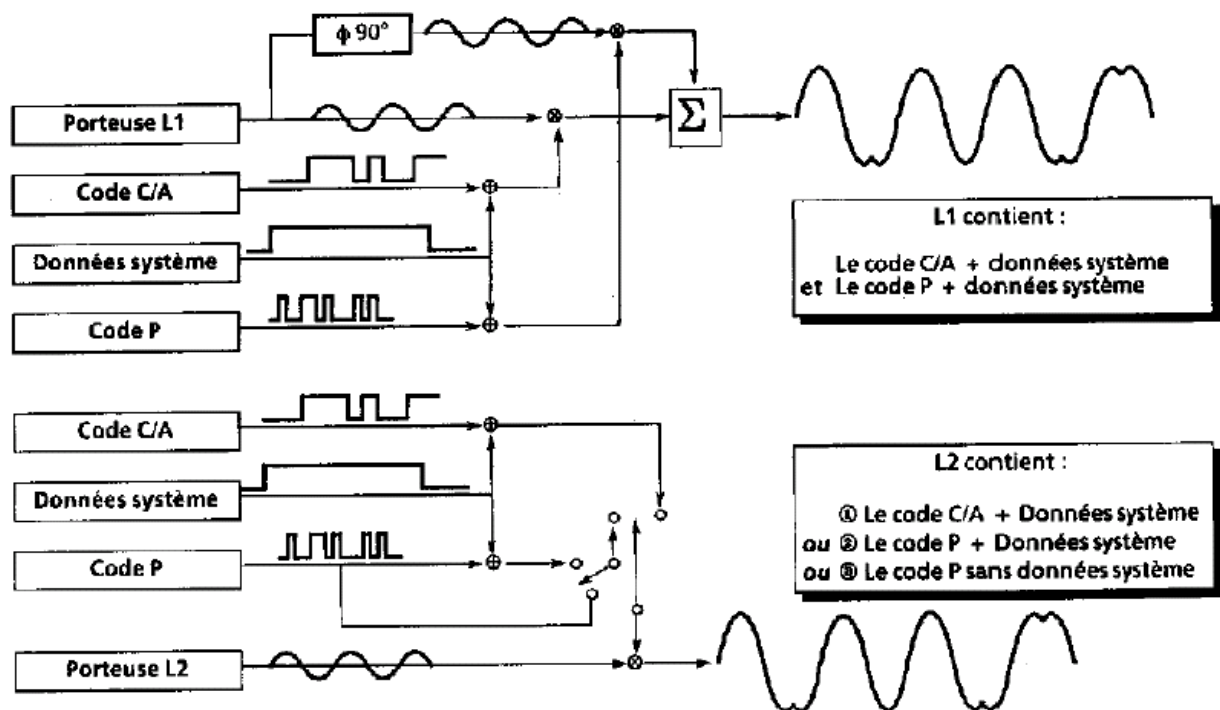 ϕ 90°
Porteuse L1
Σ
Code C/A
Données système
Code P
L1 contient :
Le code C/A + données système
et Le code P + données système
Code C/A
Données système
Code P
Porteuse L2
L2 contient :
① Le code C/A + Données système
ou ② Le code P + Données système
ou ③ Le code P sans données système